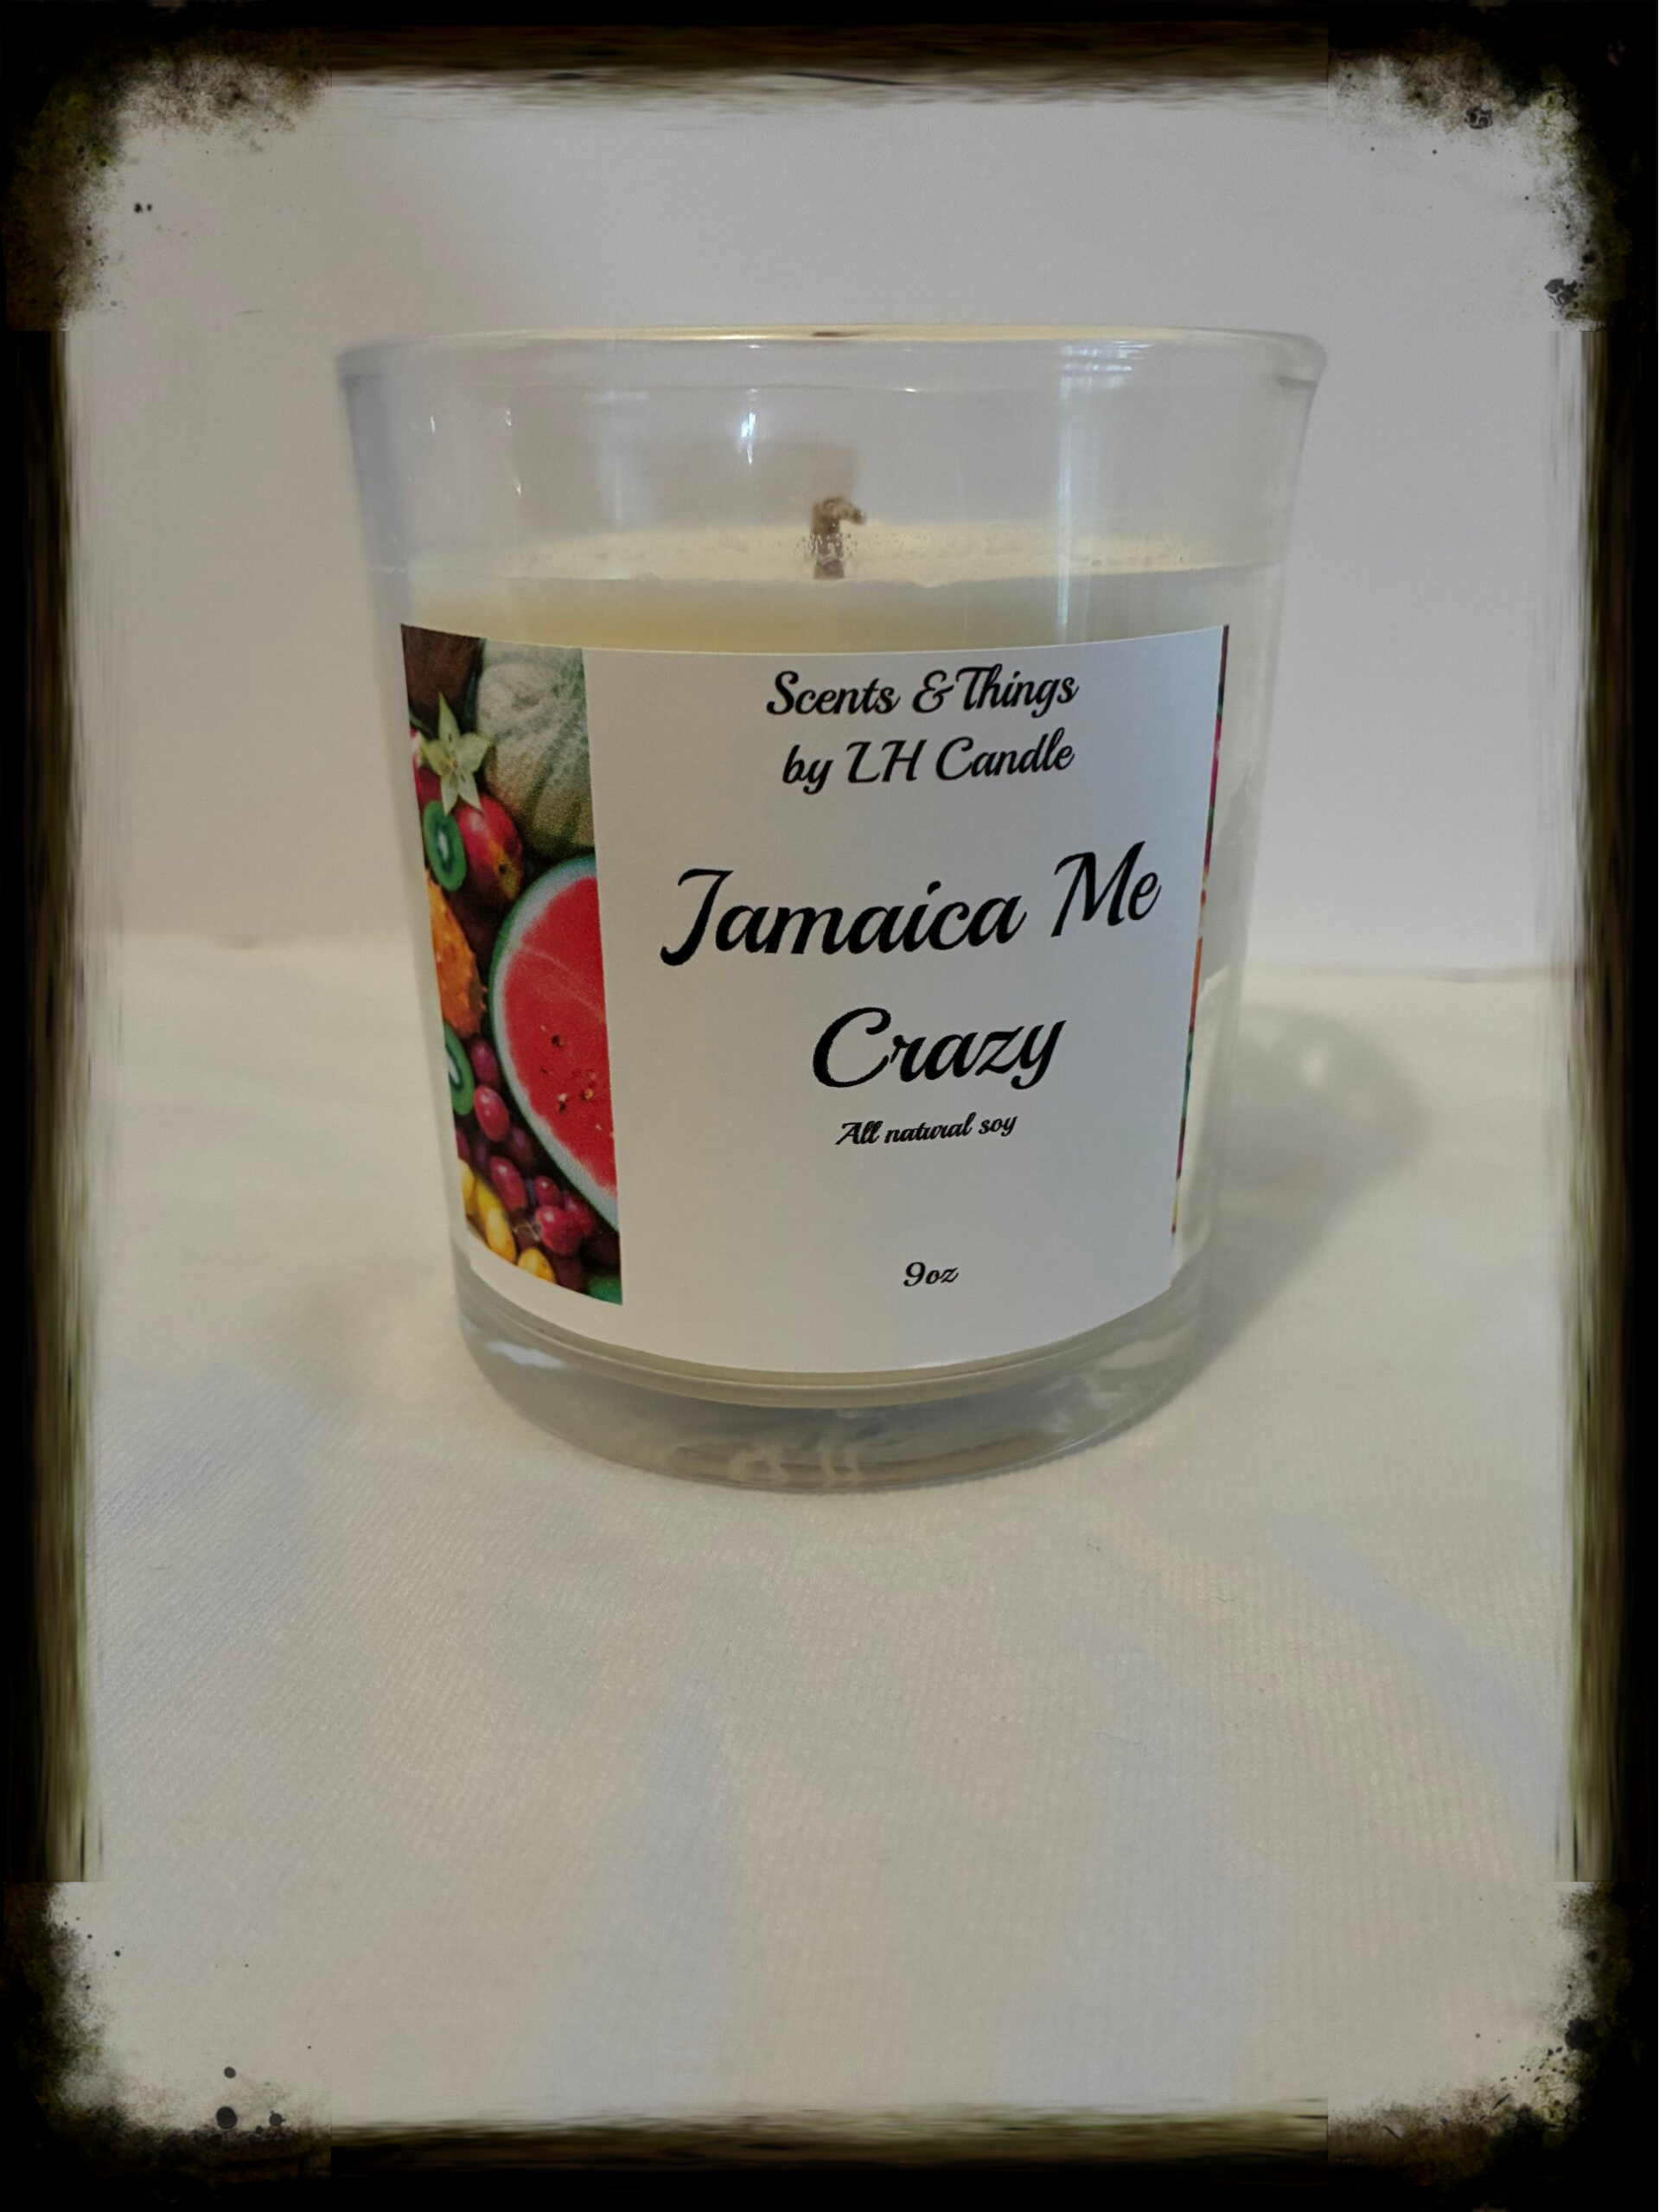 Scents & Things
by LH Candle
Jamaica Me
Crazy
All natural soy
9oz